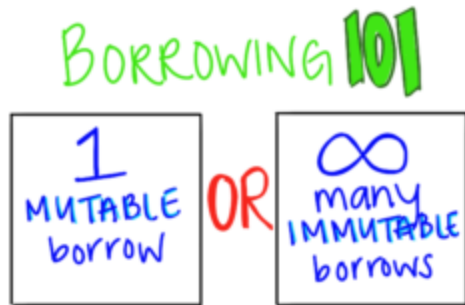 BORROWING 101
1
MUTABLE
borrow
OR
∞
many
IMMUTABLE
borrows